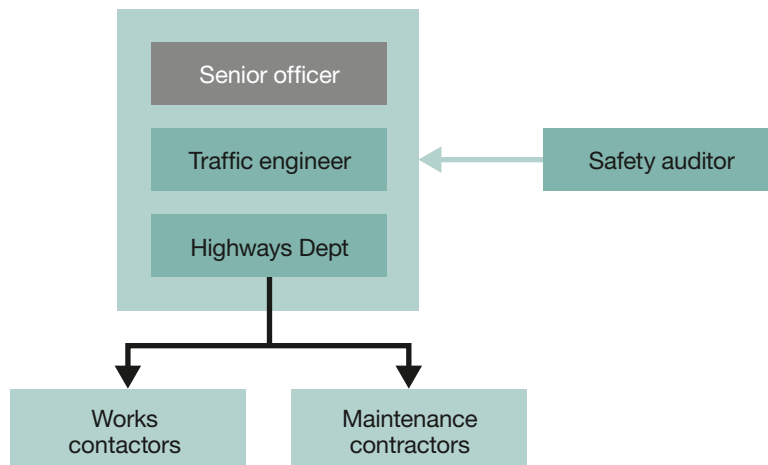 Senior officer
Traffic engineer
Safety auditor
Highways Dept
Works
contactors
Maintenance
contractors